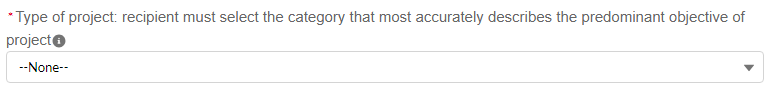 *Type of project: recipient must select the category that most accurately describes the predominant objective of
project
--None--